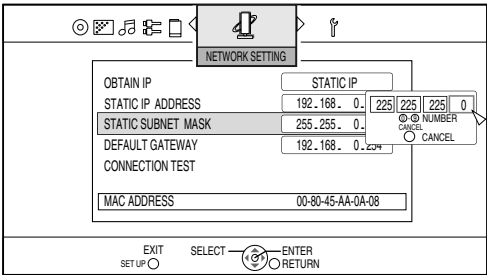 NETWORK SETTING
OBTAIN IP STATIC IP
STATIC IP ADDRESS 192.168. 0.
225 225 225 0
STATIC SUBNET MASK 255.255. 0.
0-9 NUMBER
CANCEL
CANCEL
DEFAULT GATEWAY 192.168. 0.254
CONNECTION TEST
MAC ADDRESS 00-80-45-AA-0A-08
EXIT SELECT ENTER
SET UP RETURN